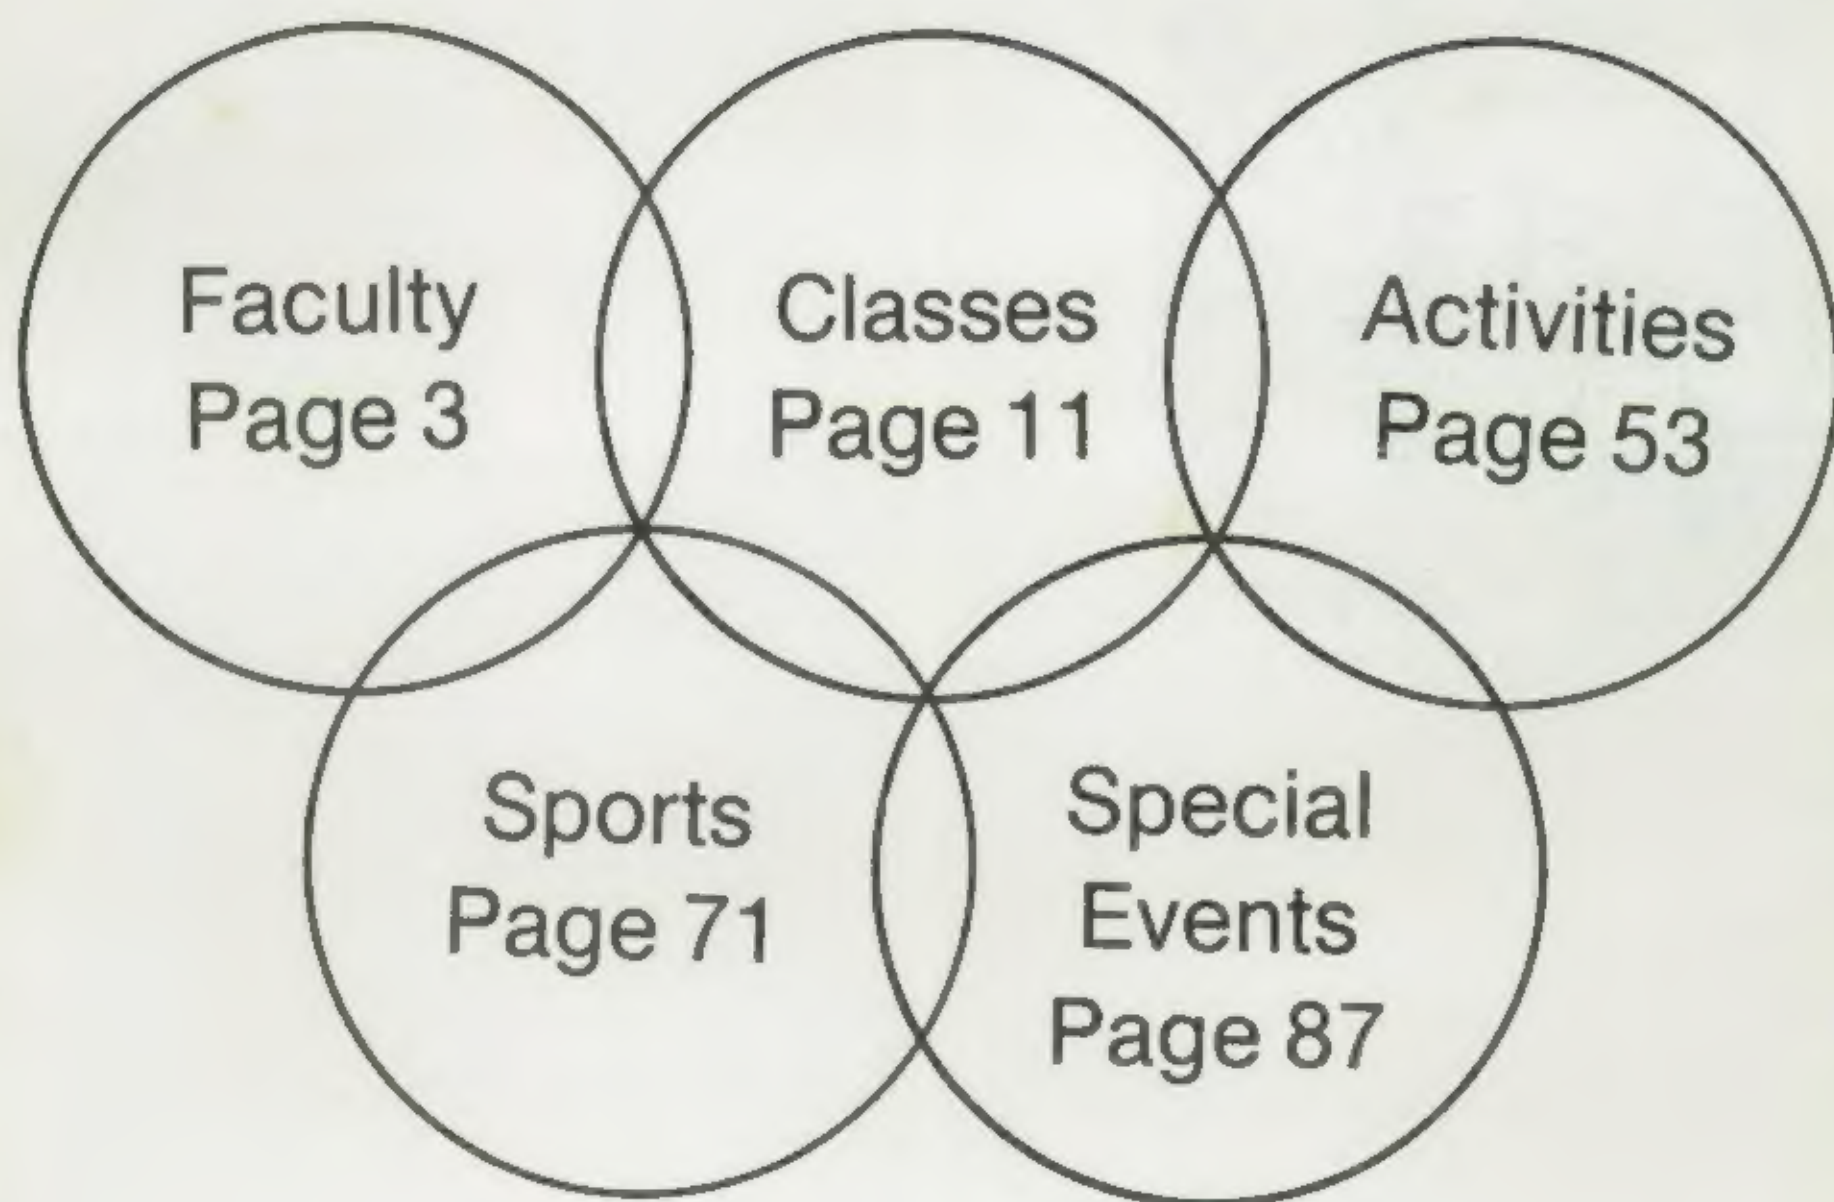 Faculty
Page 3
Classes
Page 11
Activities
Page 53
Sports
Page 71
Special
Events
Page 87